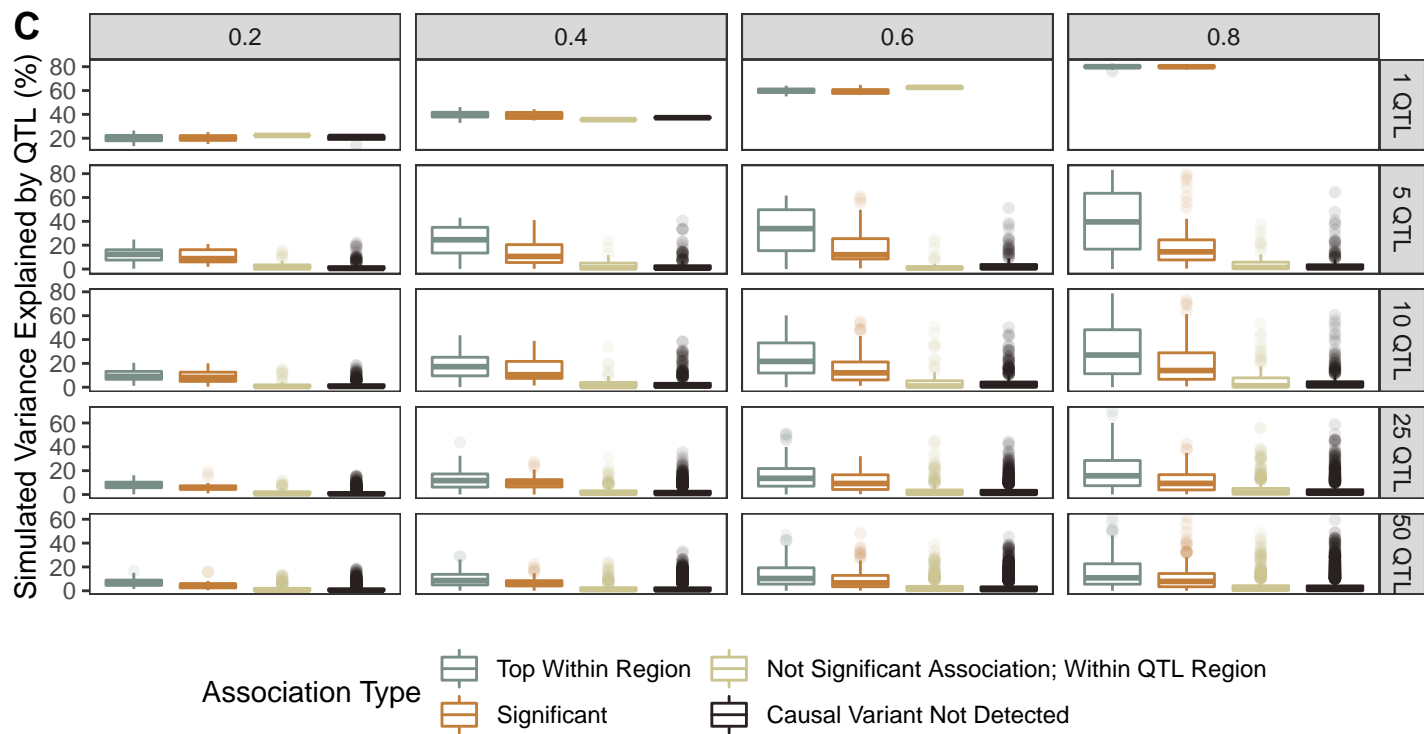 C
0.2 0.4 0.6 0.8
Simulated Variance Explained by QTL (%)
80
60
40
20
1 QTL
80
60
40
20
0
5 QTL
80
60
40
20
0
10 QTL
60
40
20
0
25 QTL
60
40
20
0
50 QTL
Association Type
Top Within Region
Not Significant Association; Within QTL Region
Significant
Causal Variant Not Detected